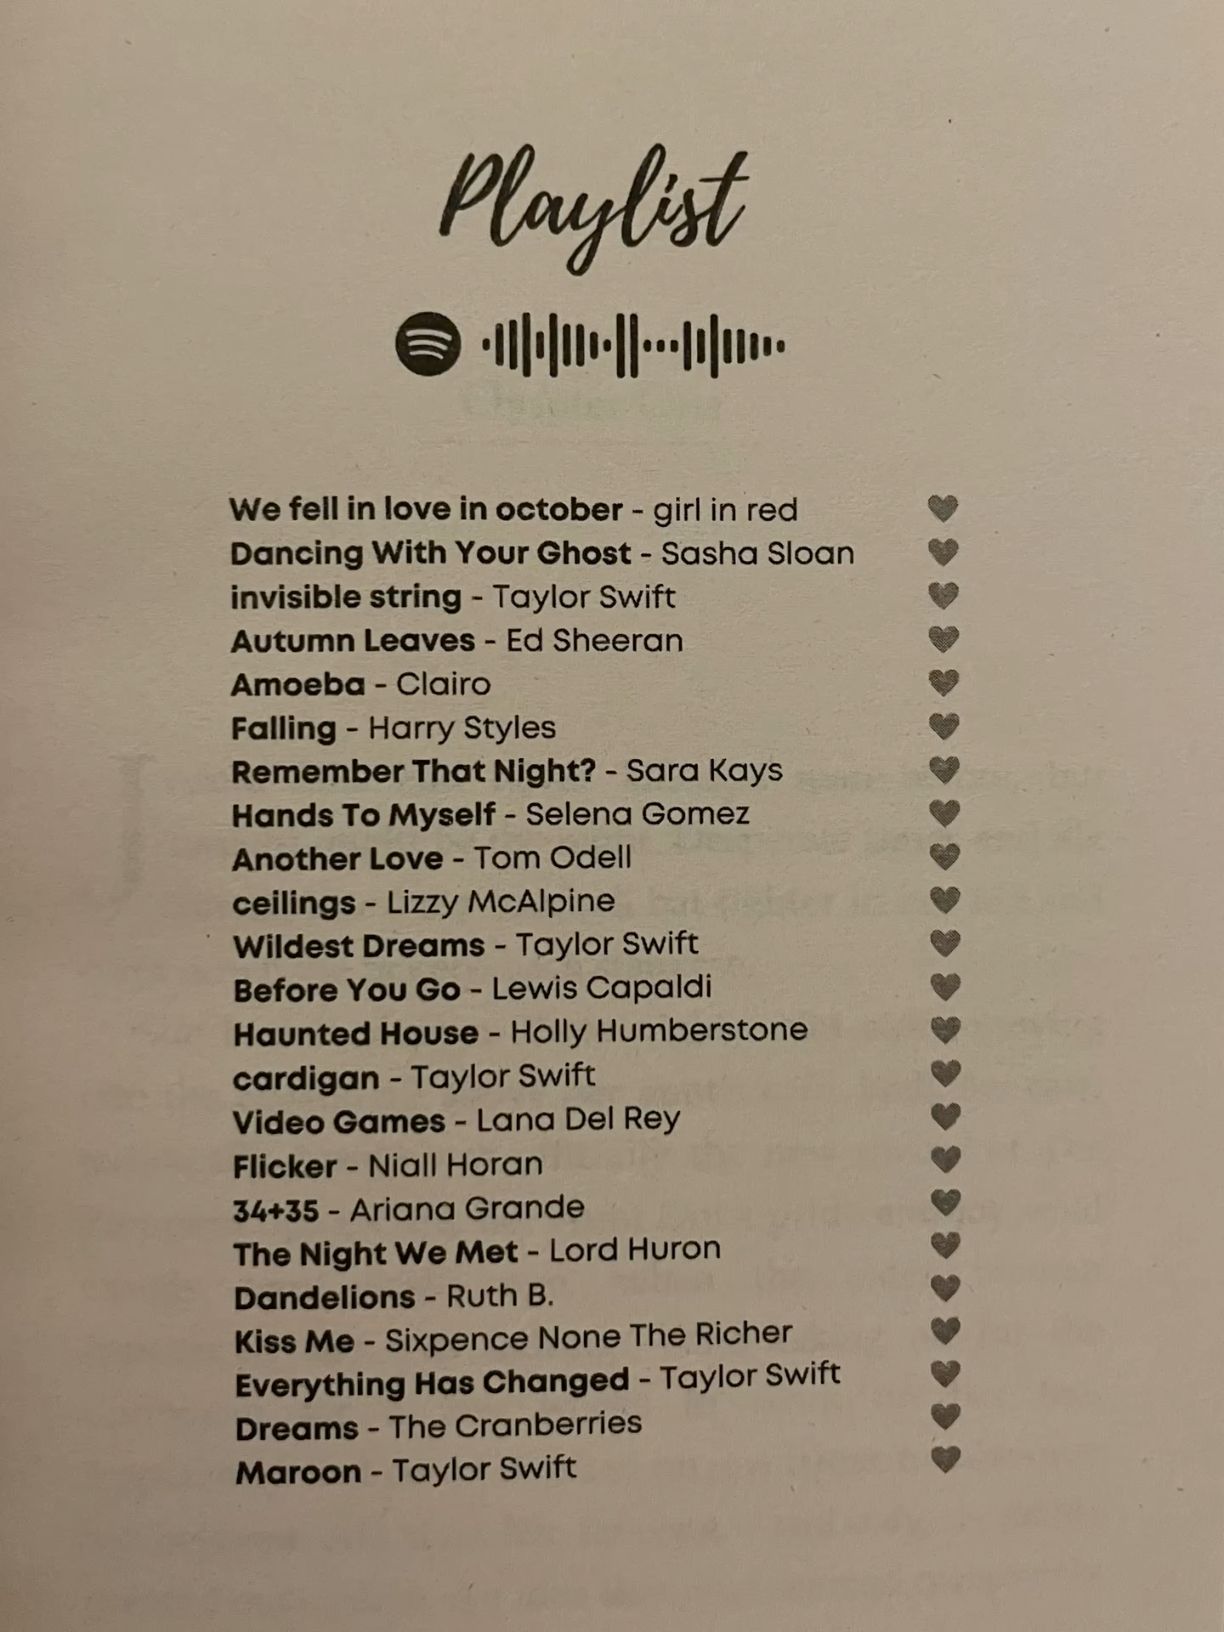 Playlist
We fell in love in october - girl in red
Dancing With Your Ghost - Sasha Sloan
invisible string - Taylor Swift
Autumn Leaves - Ed Sheeran
Amoeba - Clairo
Falling - Harry Styles
Remember That Night? - Sara Kays
Hands To Myself - Selena Gomez
Another Love - Tom Odell
ceilings - Lizzy McAlpine
Wildest Dreams - Taylor Swift
Before You Go - Lewis Capaldi
Haunted House - Holly Humberstone
cardigan - Taylor Swift
Video Games - Lana Del Rey
Flicker - Niall Horan
34+35 - Ariana Grande
The Night We Met - Lord Huron
Dandelions - Ruth B.
Kiss Me - Sixpence None The Richer
Everything Has Changed - Taylor Swift
Dreams - The Cranberries
Maroon - Taylor Swift